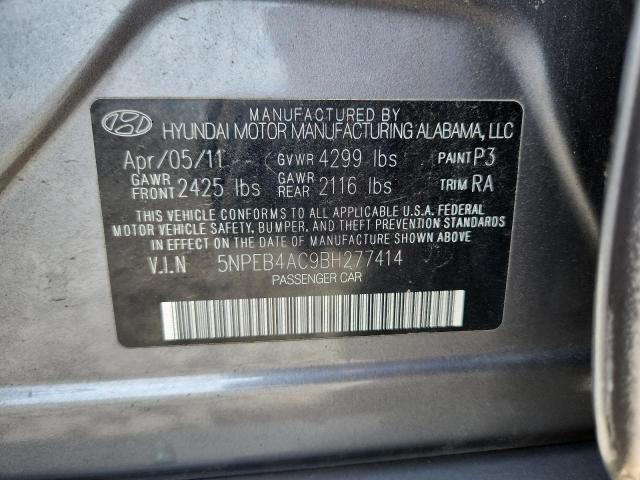 MANUFACTURED BY
HYUNDAI MOTOR MANUFACTURING ALABAMA, LLC
Apr/05/11 GVWR 4299 lbs PAINT P3
GAWR FRONT 2425 lbs GAWR REAR 2116 lbs TRIM RA
THIS VEHICLE CONFORMS TO ALL APPLICABLE U.S.A. FEDERAL
MOTOR VEHICLE SAFETY, BUMPER, AND THEFT PREVENTION STANDARDS
IN EFFECT ON THE DATE OF MANUFACTURE SHOWN ABOVE
V.I.N 5NPEB4AC9BH277414
PASSENGER CAR